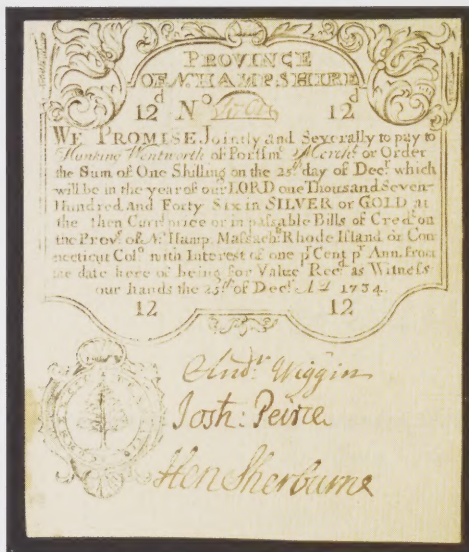 PROVINCE
OF N. HAMPSHIRE
12ᵈ Nº 12ᵈ
WE PROMISE Jointly and Severally to pay to
Hunking Wentworth of Portsmº Merchᵗ or Order
the Sum of One Shilling on the 25ᵗʰ day of Decʳ which
will be in the year of our LORD one Thousand Seven
Hundred and Forty Six in SILVER or GOLD at
the then Currᵗ price or in passable Bills of Credᵗ on
the Provᵉ of N. Hamp. Massachˢ Rhode Island or Con-
necticut Colº with Interest of one pʳ Cent pʳ Ann. from
the date here of being for Value Recᵈ as Witness
our hands the 25ᵗʰ of Decʳ Aᴰ 1734.
12 12
Andʷ Wiggin
Josh: Peirce
Hen Sherburne